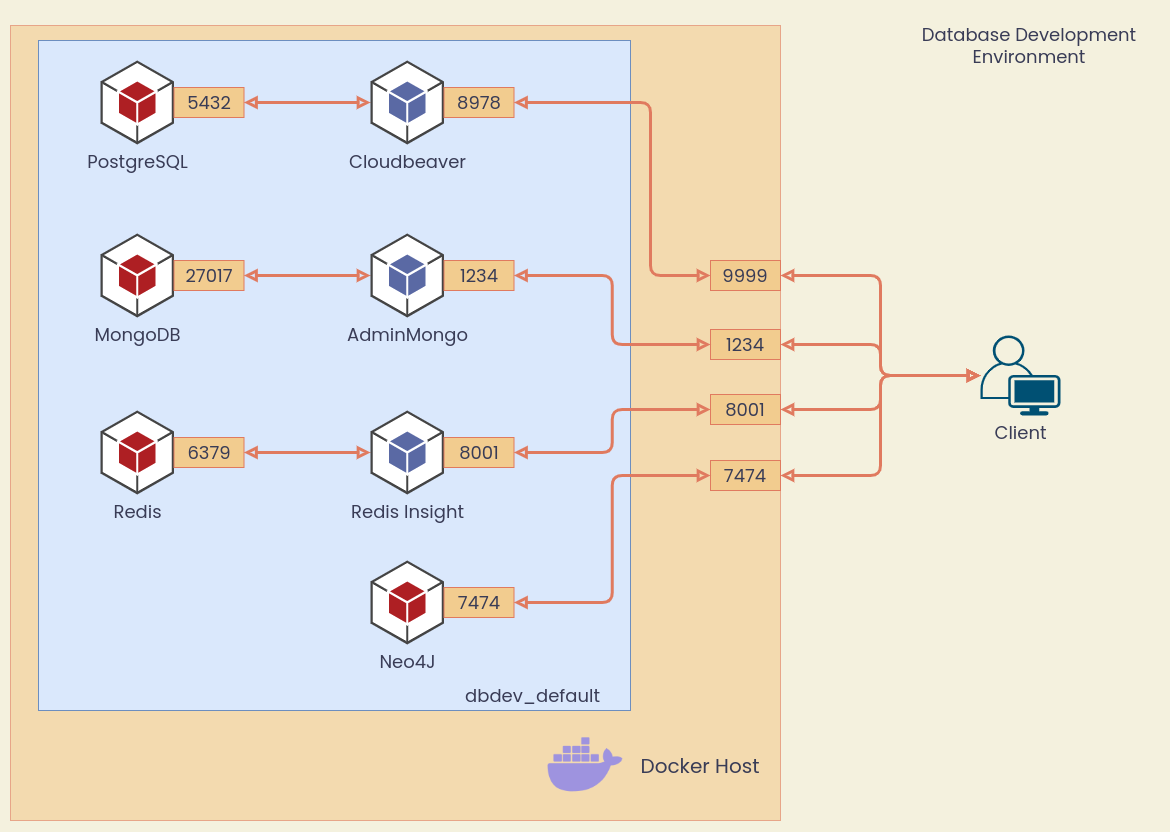 Database Development
Environment
5432
8978
PostgreSQL
Cloudbeaver
27017
1234
9999
MongoDB
AdminMongo
1234
8001
Client
6379
8001
7474
Redis
Redis Insight
7474
Neo4J
dbdev_default
Docker Host